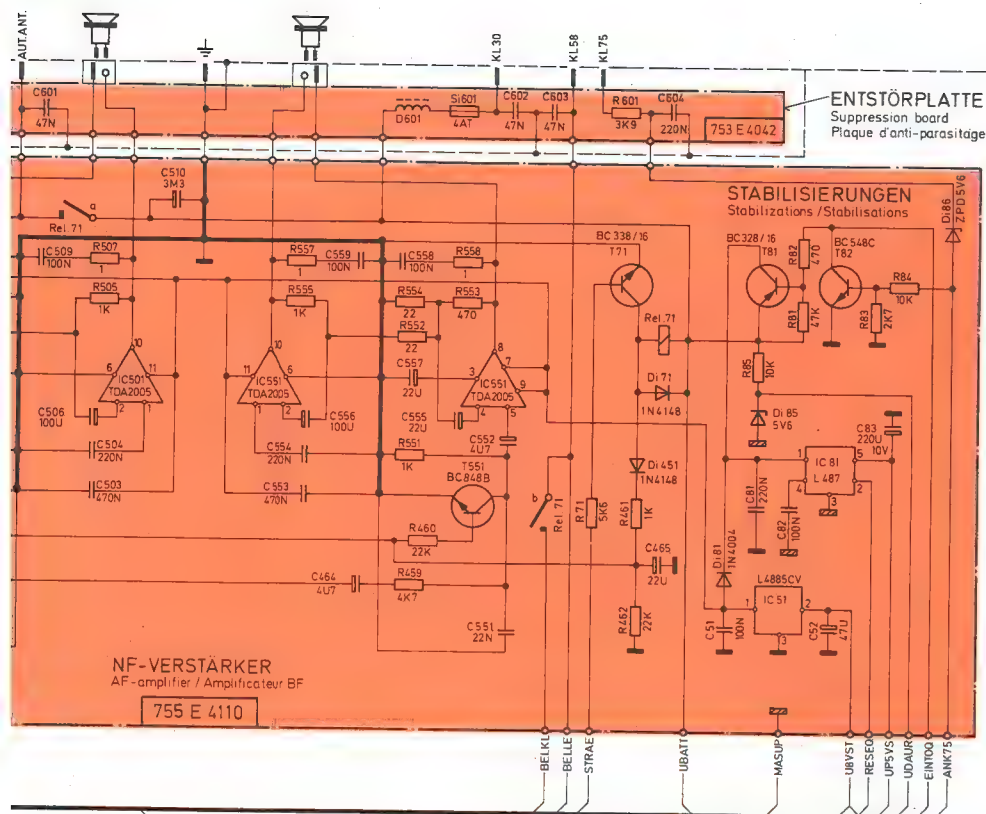 AUT.ANT.
KL30
KL58
KL75
C601
47N
D601
Si601
4AT
C602
47N
C603
47N
R601
3K9
C604
220N
753 E 4042
ENTSTÖRPLATTE
Suppression board
Plaque d'anti-parasitage
C510
3M3
a
Rel.71
STABILISIERUNGEN
Stabilizations / Stabilisations
Di86
ZPD5V6
C509
100N
R507
1
R557
1
C559
100N
C558
100N
R558
1
BC338/16
T71
BC328/16
T81
R82
470
BC548C
T82
R84
10K
R505
1K
R555
1K
R554
22
R553
470
R552
22
R81
47K
R83
2K7
Rel.71
10
6
11
IC501
TDA2005
2
1
10
11
6
IC551
TDA2005
1
2
C557
22U
8
7
3
9
IC551
TDA2005
4
5
R85
10K
Di71
1N4148
C506
100U
C556
100U
C555
22U
C552
4U7
Di85
5V6
C83
220U
10V
C504
220N
C554
220N
R551
1K
C503
470N
C553
470N
T551
BC848B
Di451
1N4148
1
IC81
5
4
L487
2
3
C81
220N
C82
100N
b
Rel.71
R71
5K6
R461
1K
R460
22K
C465
22U
Di81
1N4004
L4885CV
C464
4U7
R459
4K7
1
IC51
2
3
R462
22K
C51
100N
C52
47U
C551
22N
NF-VERSTÄRKER
AF-amplifier / Amplificateur BF
755 E 4110
BELKL
BELLE
STRAE
UBATT
MASUP
U8VST
RESEQ
UP5VS
UDAUR
EINTOQ
ANK75